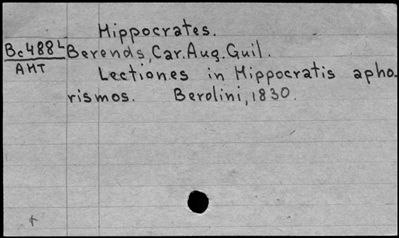 Hippocrates.
Bc488L Berends, Car. Aug. Guil.
AHT Lectiones in Hippocratis apho-
rismos. Berolini, 1830.